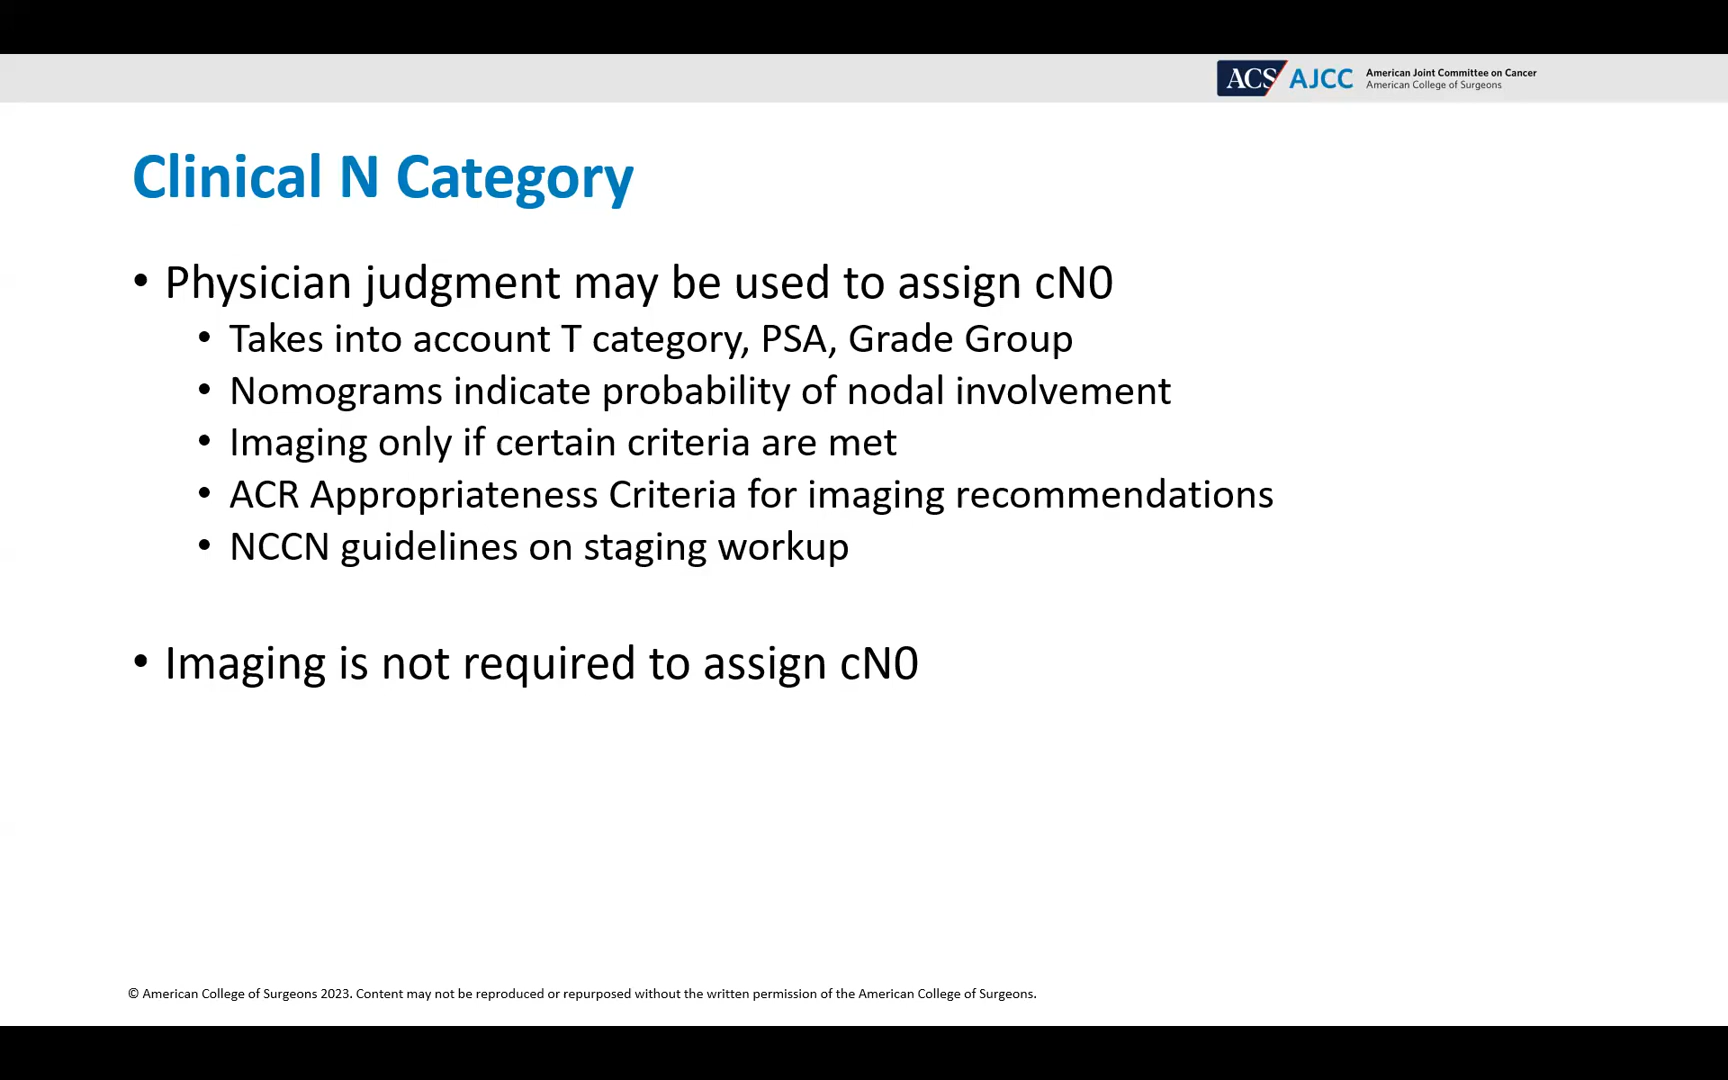 ACS AJCC American Joint Committee on Cancer
American College of Surgeons
Clinical N Category
• Physician judgment may be used to assign cN0
• Takes into account T category, PSA, Grade Group
• Nomograms indicate probability of nodal involvement
• Imaging only if certain criteria are met
• ACR Appropriateness Criteria for imaging recommendations
• NCCN guidelines on staging workup
• Imaging is not required to assign cN0
© American College of Surgeons 2023. Content may not be reproduced or repurposed without the written permission of the American College of Surgeons.